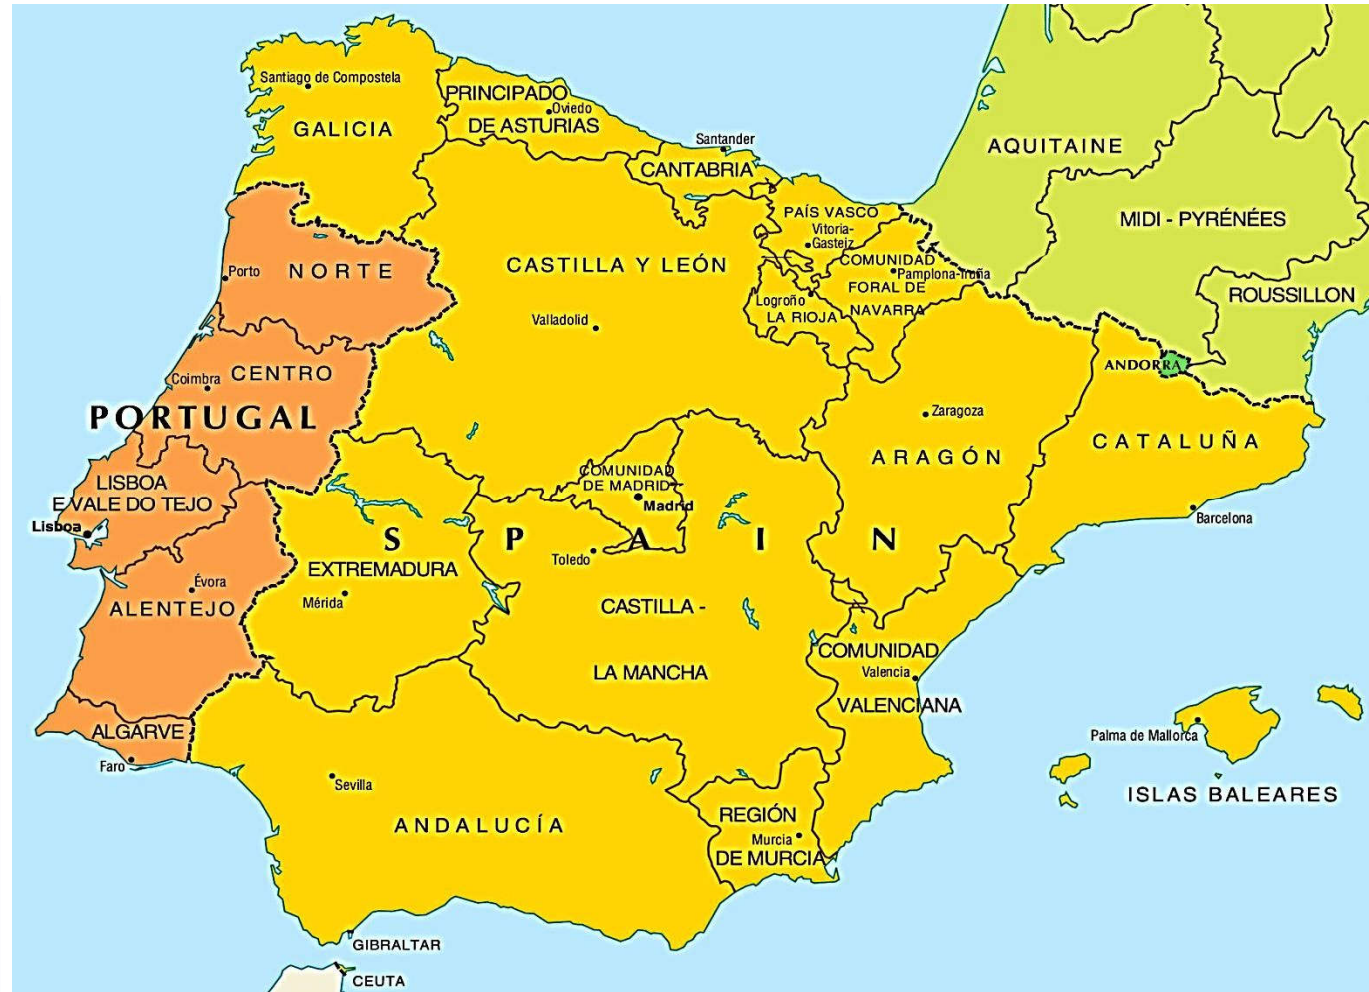 Santiago de Compostela
GALICIA
PRINCIPADO
Oviedo
DE ASTURIAS
Santander
CANTABRIA
AQUITAINE
PAÍS VASCO
Vitoria-
Gasteiz
MIDI - PYRÉNÉES
NORTE
Porto
CASTILLA Y LEÓN
COMUNIDAD
Pamplona-Iruña
FORAL DE
NAVARRA
Logroño
LA RIOJA
ROUSSILLON
Valladolid
Coimbra
CENTRO
ANDORRA
PORTUGAL
Zaragoza
ARAGÓN
CATALUÑA
LISBOA
E VALE DO TEJO
Lisboa
COMUNIDAD
DE MADRID
Madrid
Barcelona
SPAIN
Toledo
EXTREMADURA
Mérida
Évora
ALENTEJO
CASTILLA -
LA MANCHA
COMUNIDAD
Valencia
VALENCIANA
ALGARVE
Faro
Palma de Mallorca
ISLAS BALEARES
Sevilla
ANDALUCÍA
REGIÓN
Murcia
DE MURCIA
GIBRALTAR
CEUTA